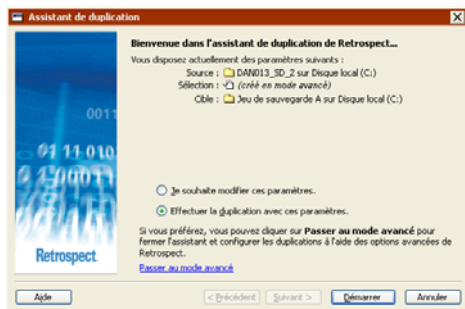 Assistant de duplication
Bienvenue dans l'assistant de duplication de Retrospect...
Vous disposez actuellement des paramètres suivants :
Source : DAN013_SD_2 sur Disque local (C:)
Sélection : (créé en mode avancé)
Cible : Jeu de sauvegarde A sur Disque local (C:)
Je souhaite modifier ces paramètres.
Effectuer la duplication avec ces paramètres.
Si vous préférez, vous pouvez cliquer sur Passer au mode avancé pour
fermer l'assistant et configurer les duplications à l'aide des options avancées de
Retrospect.
Passer au mode avancé
Retrospect
Aide
< Précédent
Suivant >
Démarrer
Annuler